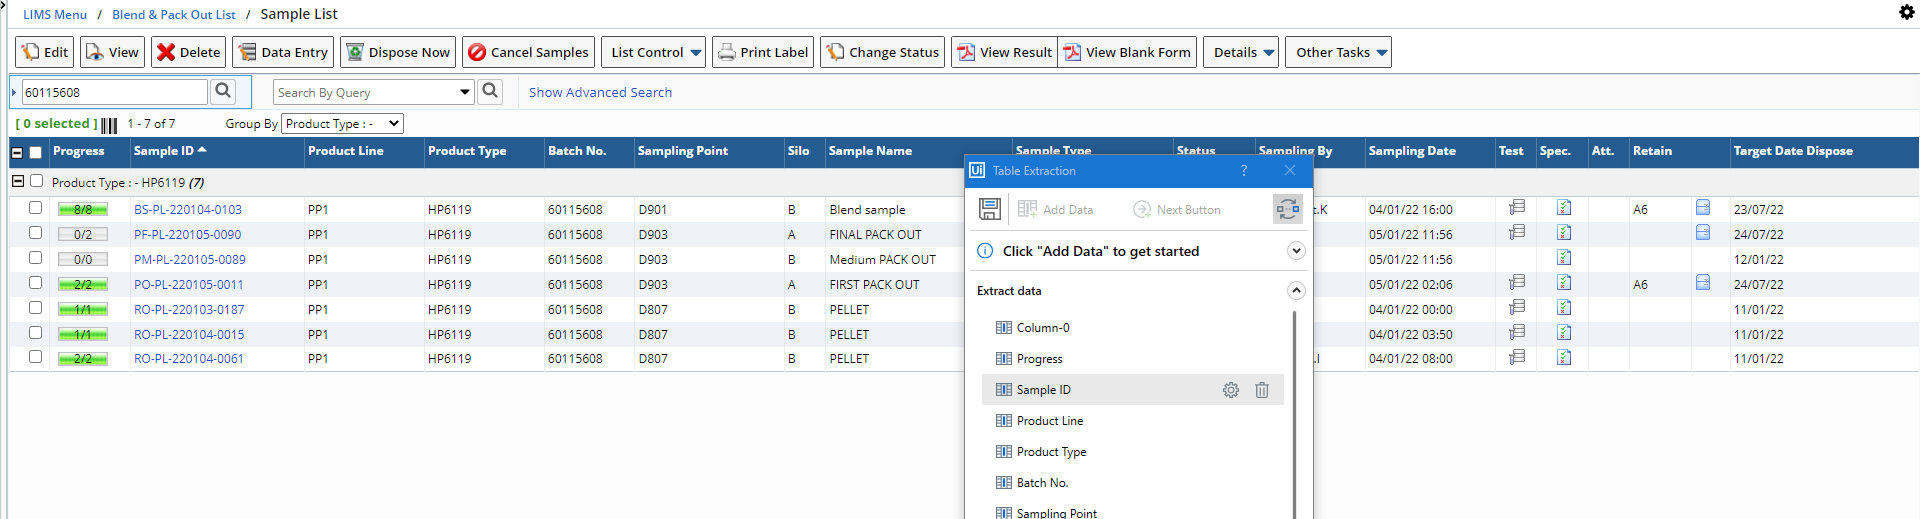 LIMS Menu / Blend & Pack Out List / Sample List
Edit View Delete Data Entry Dispose Now Cancel Samples List Control Print Label Change Status View Result View Blank Form Details Other Tasks
60115608 Search By Query Show Advanced Search
[ 0 selected ] 1 - 7 of 7 Group By Product Type : -
Progress Sample ID Product Line Product Type Batch No. Sampling Point Silo Sample Name Sample Type Status Sampling By Sampling Date Test Spec. Att. Retain Target Date Dispose
Product Type : - HP6119 (7)
8/8 BS-PL-220104-0103 PP1 HP6119 60115608 D901 B Blend sample t.K 04/01/22 16:00 A6 23/07/22
0/2 PF-PL-220105-0090 PP1 HP6119 60115608 D903 A FINAL PACK OUT 05/01/22 11:56 24/07/22
0/0 PM-PL-220105-0089 PP1 HP6119 60115608 D903 B Medium PACK OUT 05/01/22 11:56 12/01/22
2/2 PO-PL-220105-0011 PP1 HP6119 60115608 D903 A FIRST PACK OUT 05/01/22 02:06 A6 24/07/22
1/1 RO-PL-220103-0187 PP1 HP6119 60115608 D807 B PELLET 04/01/22 00:00 11/01/22
1/1 RO-PL-220104-0015 PP1 HP6119 60115608 D807 B PELLET 04/01/22 03:50 11/01/22
2/2 RO-PL-220104-0061 PP1 HP6119 60115608 D807 B PELLET .I 04/01/22 08:00 11/01/22
Ui Table Extraction ?
Add Data Next Button
Click "Add Data" to get started
Extract data
Column-0
Progress
Sample ID
Product Line
Product Type
Batch No.
Sampling Point